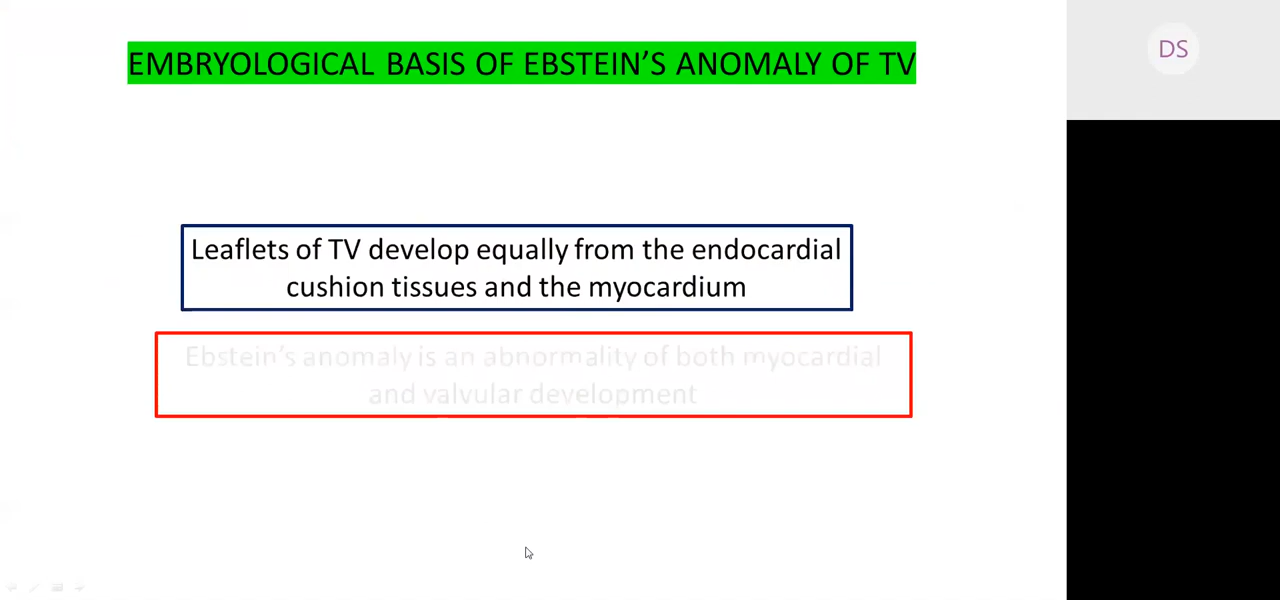 EMBRYOLOGICAL BASIS OF EBSTEIN'S ANOMALY OF TV
DS
Leaflets of TV develop equally from the endocardial
cushion tissues and the myocardium
Ebstein's anomaly is an abnormality of both myocardial
and valvular development